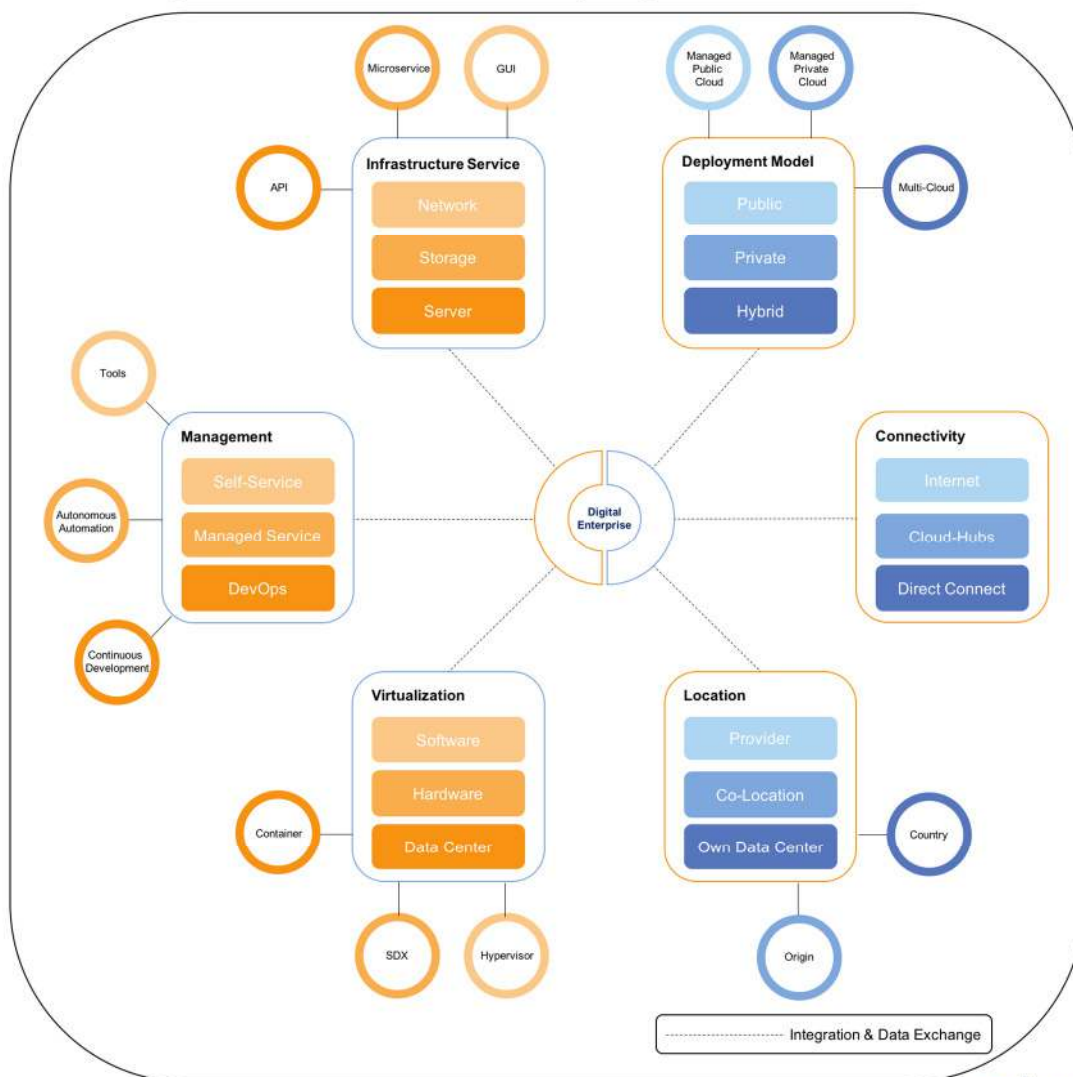 Microservice
GUI
API
Infrastructure Service
Network
Storage
Server
Managed
Public
Cloud
Managed
Private
Cloud
Multi-Cloud
Deployment Model
Public
Private
Hybrid
Tools
Autonomous
Automation
Continuous
Development
Management
Self-Service
Managed Service
DevOps
Digital
Enterprise
Connectivity
Internet
Cloud-Hubs
Direct Connect
Virtualization
Software
Hardware
Data Center
Container
SDX
Hypervisor
Location
Provider
Co-Location
Own Data Center
Country
Origin
Integration & Data Exchange